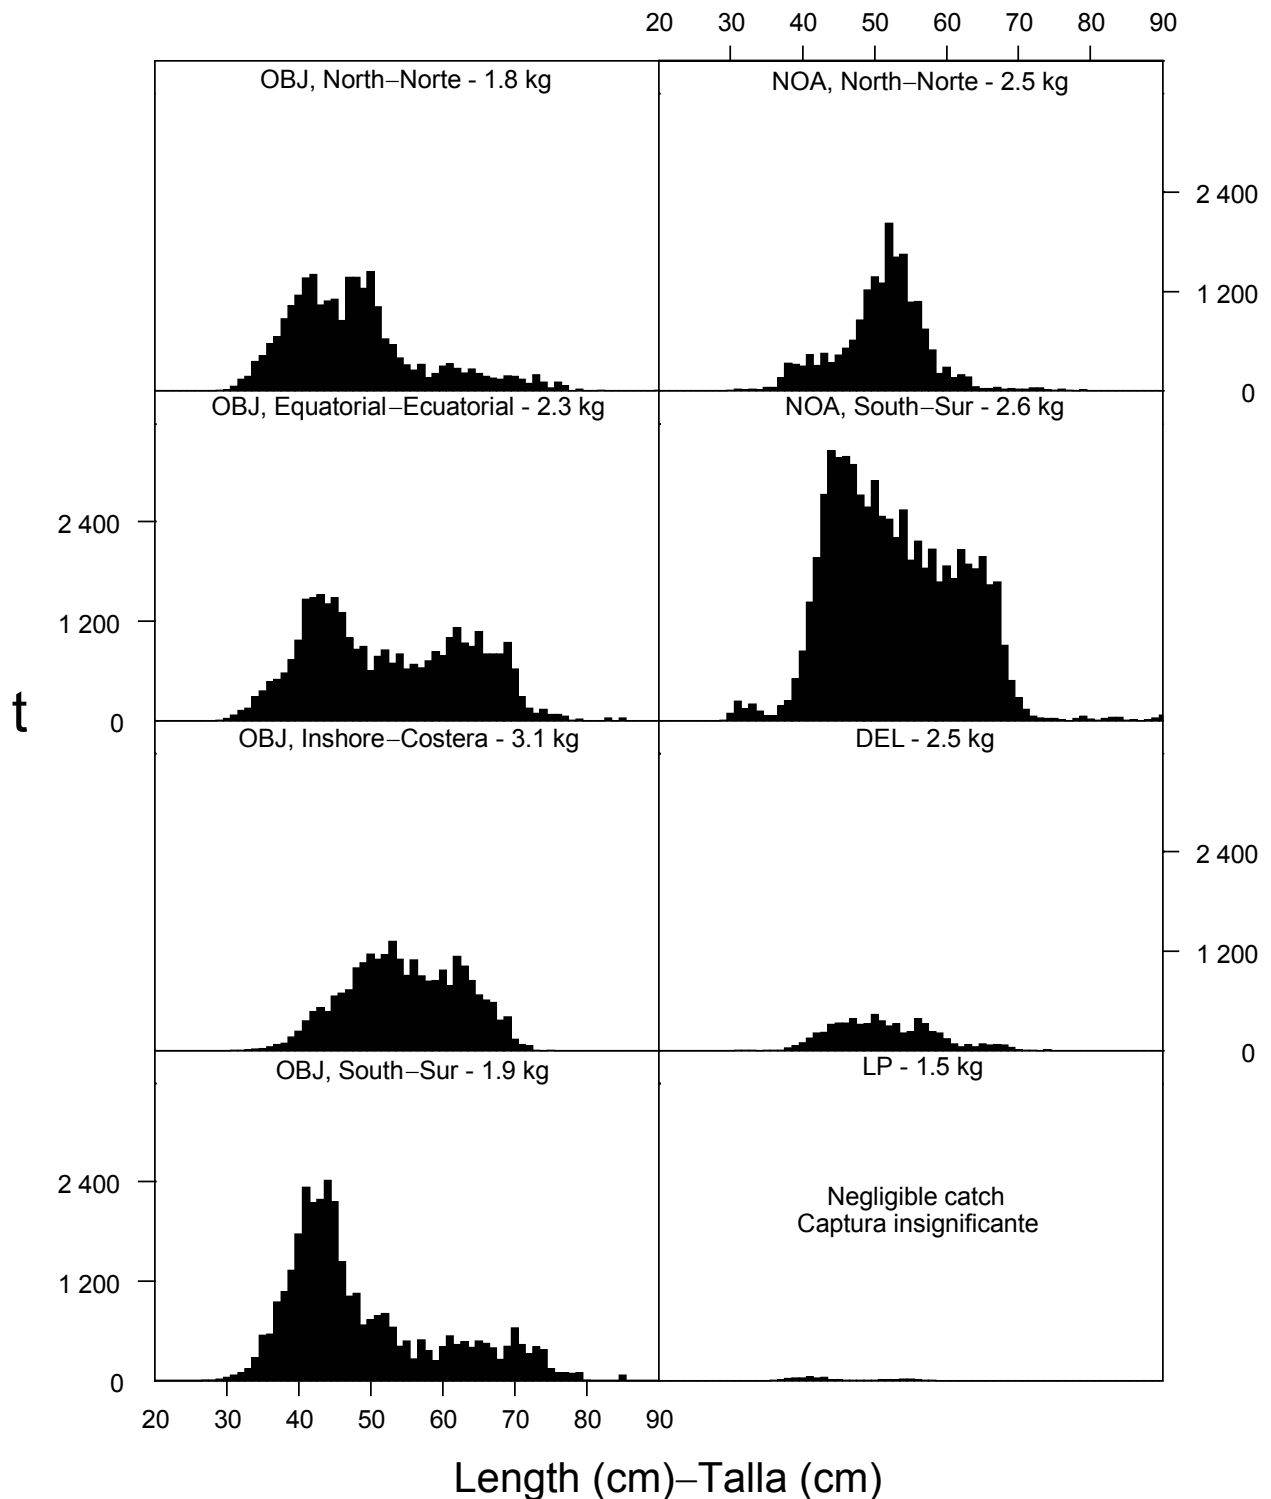 20 30 40 50 60 70 80 90
OBJ, North–Norte - 1.8 kg
NOA, North–Norte - 2.5 kg
2 400
1 200
0
OBJ, Equatorial–Ecuatorial - 2.3 kg
NOA, South–Sur - 2.6 kg
2 400
1 200
0
t
OBJ, Inshore–Costera - 3.1 kg
DEL - 2.5 kg
2 400
1 200
0
OBJ, South–Sur - 1.9 kg
LP - 1.5 kg
2 400
1 200
0
Negligible catch
Captura insignificante
20 30 40 50 60 70 80 90
Length (cm)–Talla (cm)